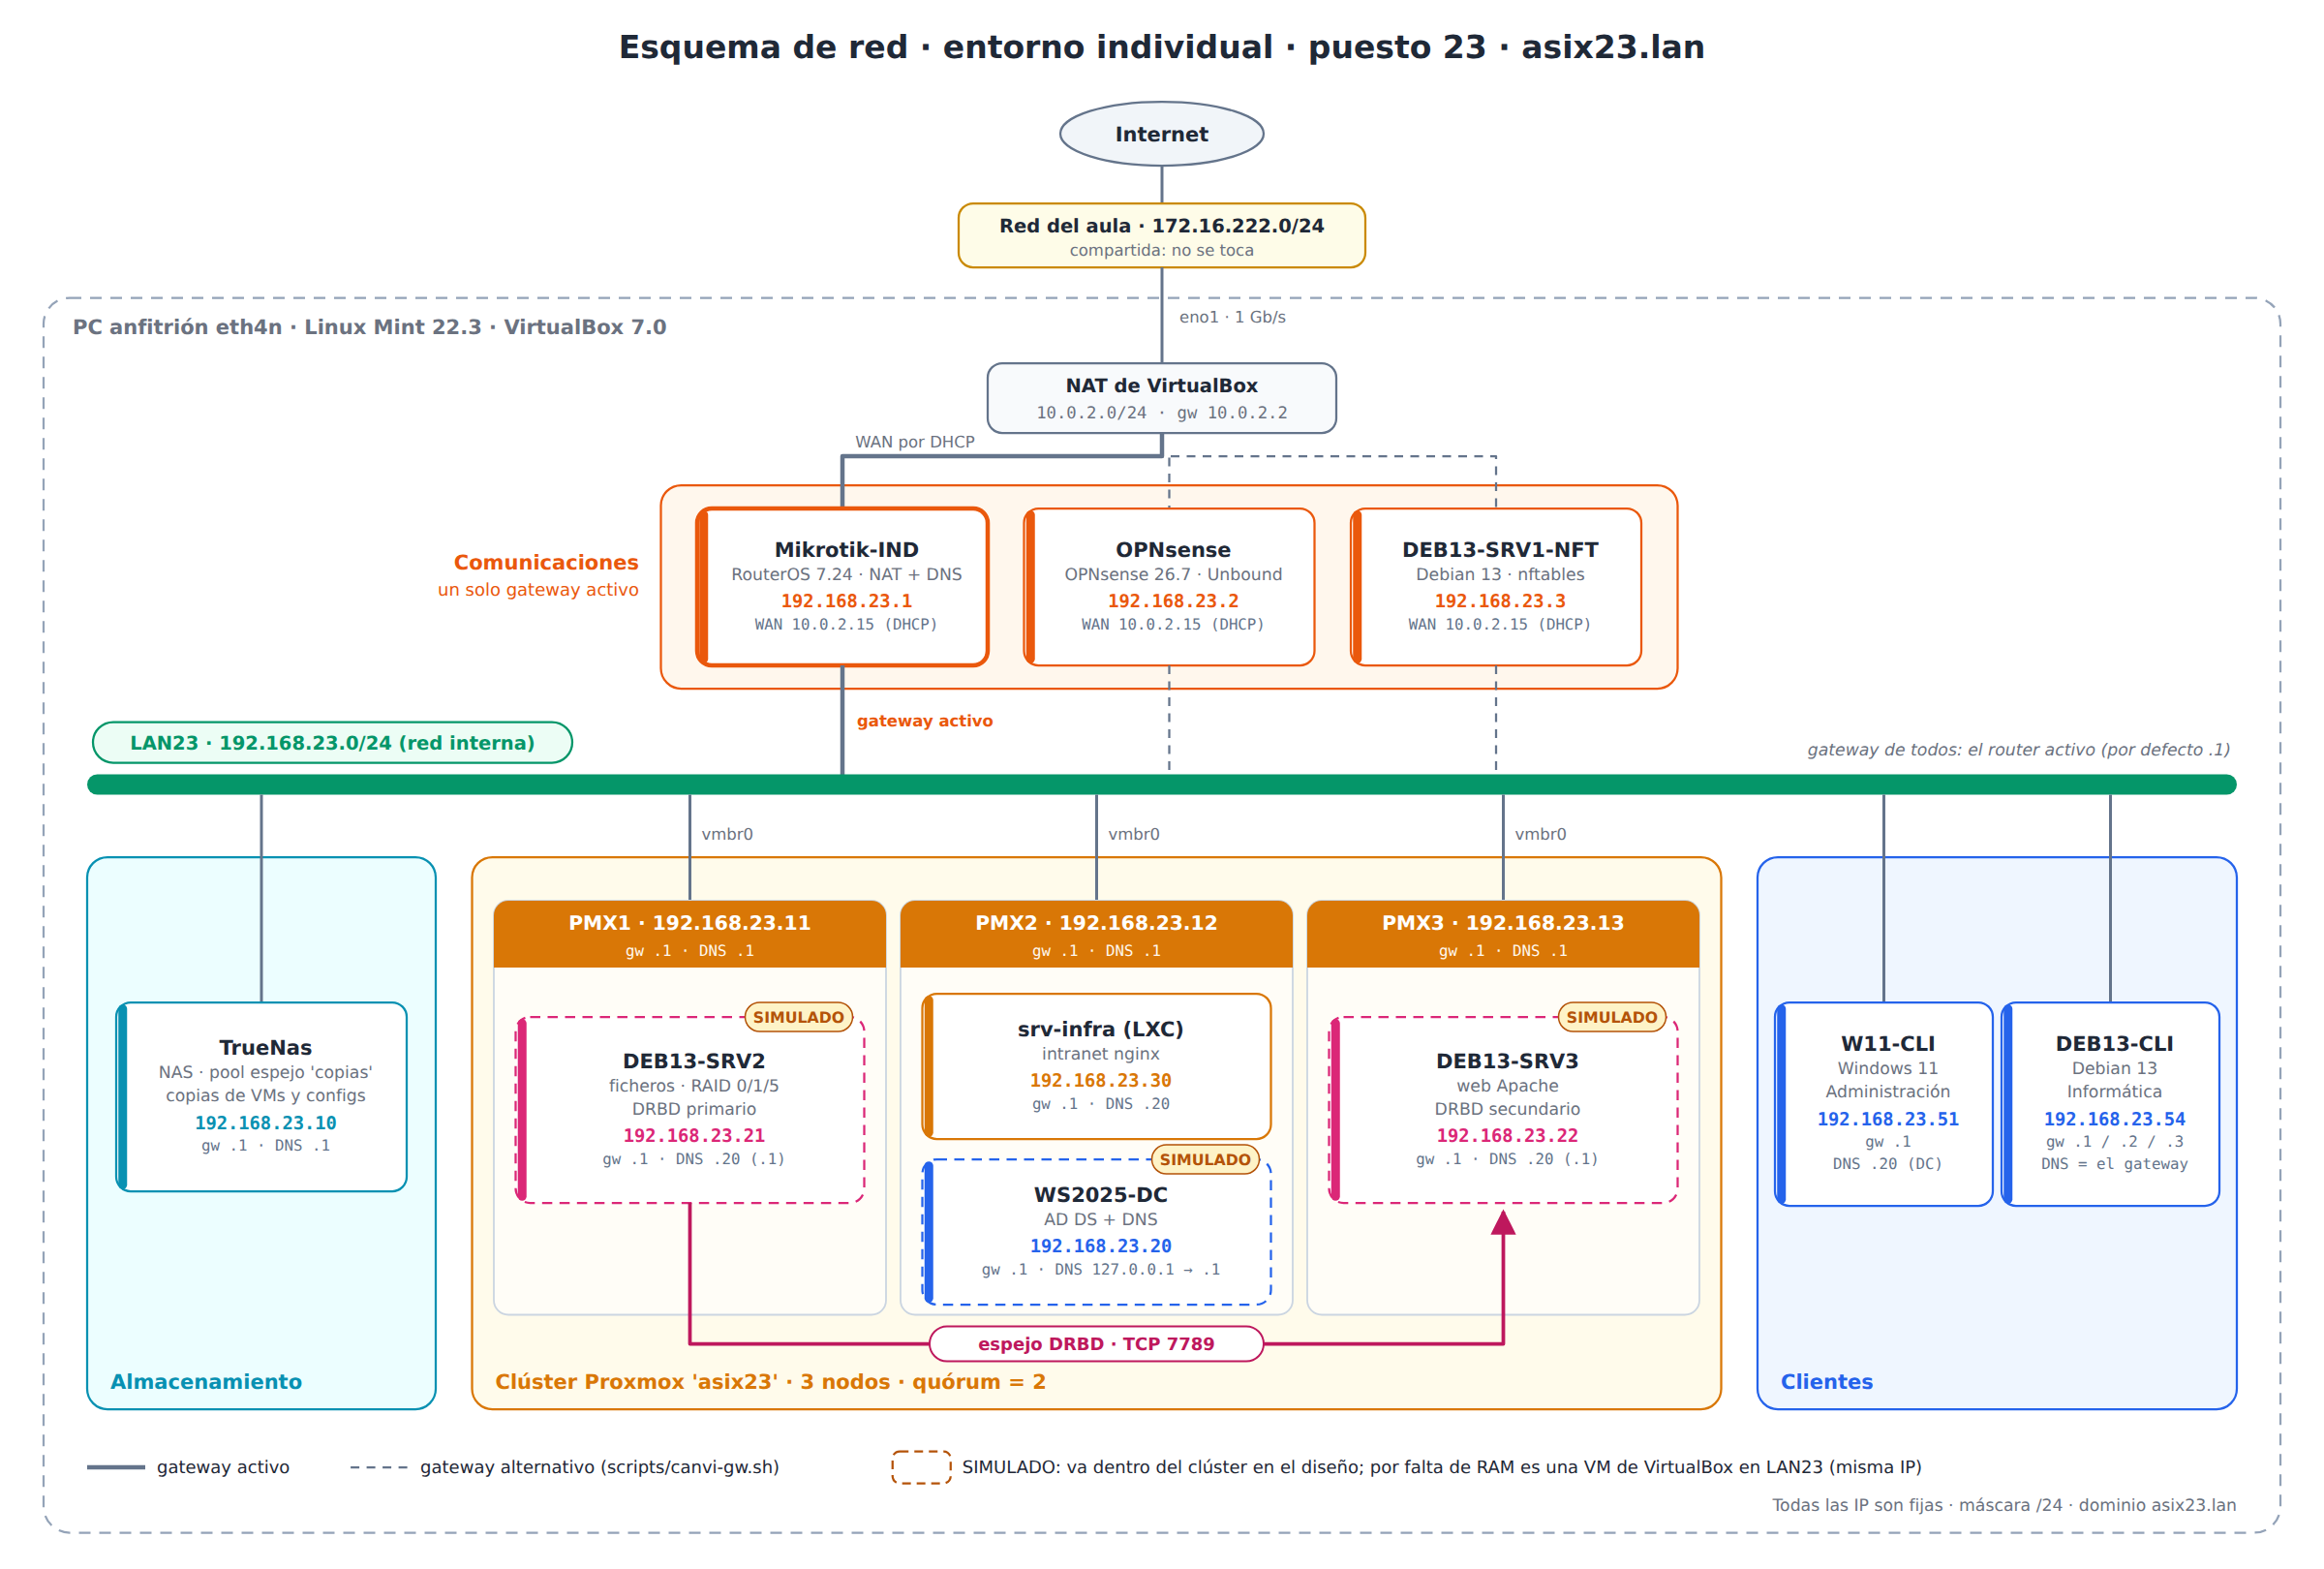 Esquema de red · entorno individual · puesto 23 · asix23.lan
Internet
Red del aula · 172.16.222.0/24
compartida: no se toca
PC anfitrión eth4n · Linux Mint 22.3 · VirtualBox 7.0
eno1 · 1 Gb/s
NAT de VirtualBox
10.0.2.0/24 · gw 10.0.2.2
WAN por DHCP
Comunicaciones
un solo gateway activo
Mikrotik-IND
RouterOS 7.24 · NAT + DNS
192.168.23.1
WAN 10.0.2.15 (DHCP)
OPNsense
OPNsense 26.7 · Unbound
192.168.23.2
WAN 10.0.2.15 (DHCP)
DEB13-SRV1-NFT
Debian 13 · nftables
192.168.23.3
WAN 10.0.2.15 (DHCP)
gateway activo
LAN23 · 192.168.23.0/24 (red interna)
gateway de todos: el router activo (por defecto .1)
vmbr0
vmbr0
vmbr0
TrueNas
NAS · pool espejo 'copias'
copias de VMs y configs
192.168.23.10
gw .1 · DNS .1
Almacenamiento
PMX1 · 192.168.23.11
gw .1 · DNS .1
SIMULADO
DEB13-SRV2
ficheros · RAID 0/1/5
DRBD primario
192.168.23.21
gw .1 · DNS .20 (.1)
PMX2 · 192.168.23.12
gw .1 · DNS .1
srv-infra (LXC)
intranet nginx
192.168.23.30
gw .1 · DNS .20
SIMULADO
WS2025-DC
AD DS + DNS
192.168.23.20
gw .1 · DNS 127.0.0.1 → .1
PMX3 · 192.168.23.13
gw .1 · DNS .1
SIMULADO
DEB13-SRV3
web Apache
DRBD secundario
192.168.23.22
gw .1 · DNS .20 (.1)
espejo DRBD · TCP 7789
Clúster Proxmox 'asix23' · 3 nodos · quórum = 2
W11-CLI
Windows 11
Administración
192.168.23.51
gw .1
DNS .20 (DC)
DEB13-CLI
Debian 13
Informática
192.168.23.54
gw .1 / .2 / .3
DNS = el gateway
Clientes
gateway activo
gateway alternativo (scripts/canvi-gw.sh)
SIMULADO: va dentro del clúster en el diseño; por falta de RAM es una VM de VirtualBox en LAN23 (misma IP)
Todas las IP son fijas · máscara /24 · dominio asix23.lan